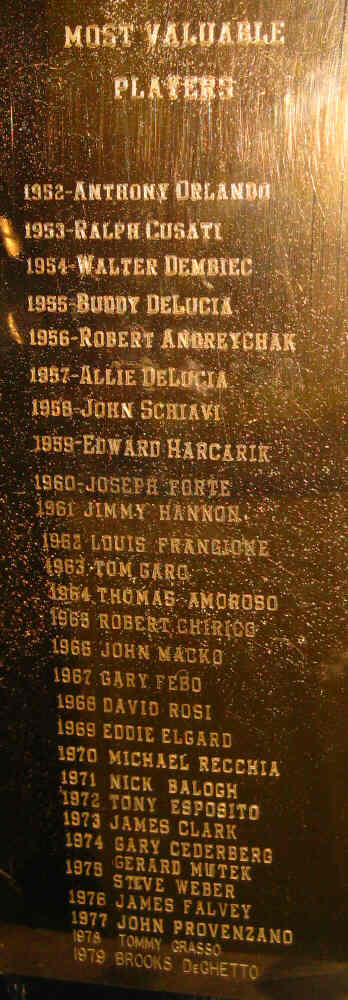 MOST VALUABLE
PLAYERS
1952-ANTHONY ORLANDO
1953-RALPH CUSATI
1954-WALTER DEMBIEC
1955-BUDDY DELUCIA
1956-ROBERT ANDREYCHAK
1957-ALLIE DELUCIA
1958-JOHN SCHIAVI
1959-EDWARD HARCARIK
1960-JOSEPH FORTE
1961 JIMMY HANNON
1962 LOUIS FRANGIONE
1963 TOM GARO
1964 THOMAS AMOROSO
1965 ROBERT CHIRICO
1966 JOHN MACKO
1967 GARY FEBO
1968 DAVID ROSI
1969 EDDIE ELGARD
1970 MICHAEL RECCHIA
1971 NICK BALOGH
1972 TONY ESPOSITO
1973 JAMES CLARK
1974 GARY CEDERBERG
1975 GERARD MUTEK
STEVE WEBER
1976 JAMES FALVEY
1977 JOHN PROVENZANO
1978 TOMMY GRASSO
1979 BROOKS DeGHETTO